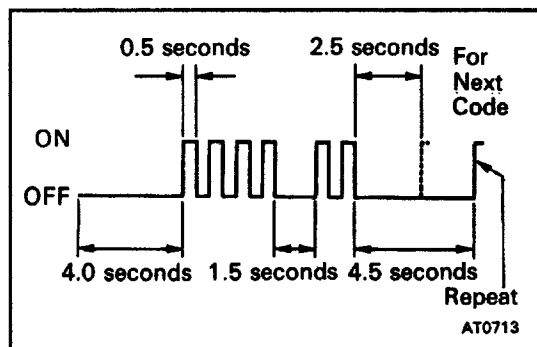 0.5 seconds
2.5 seconds
For
Next
Code
ON
OFF
4.0 seconds
1.5 seconds
4.5 seconds
Repeat
AT0713